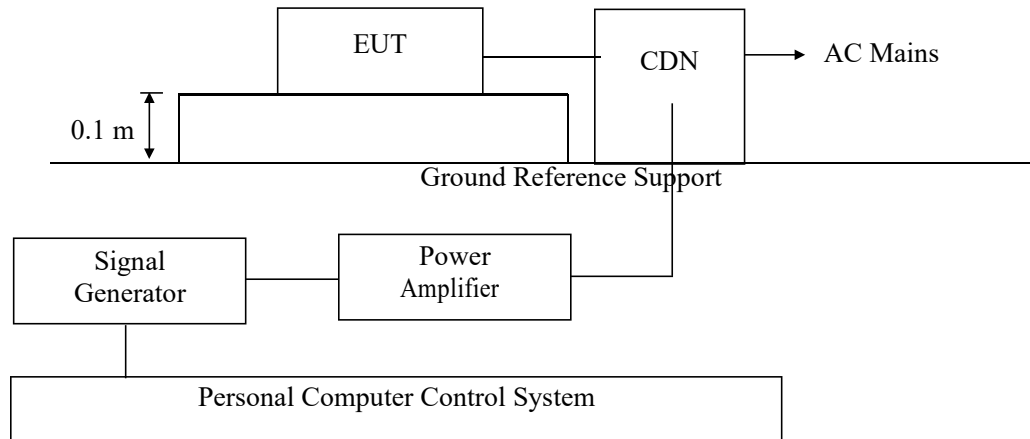 EUT
CDN
AC Mains
0.1 m
Ground Reference Support
Signal
Generator
Power
Amplifier
Personal Computer Control System